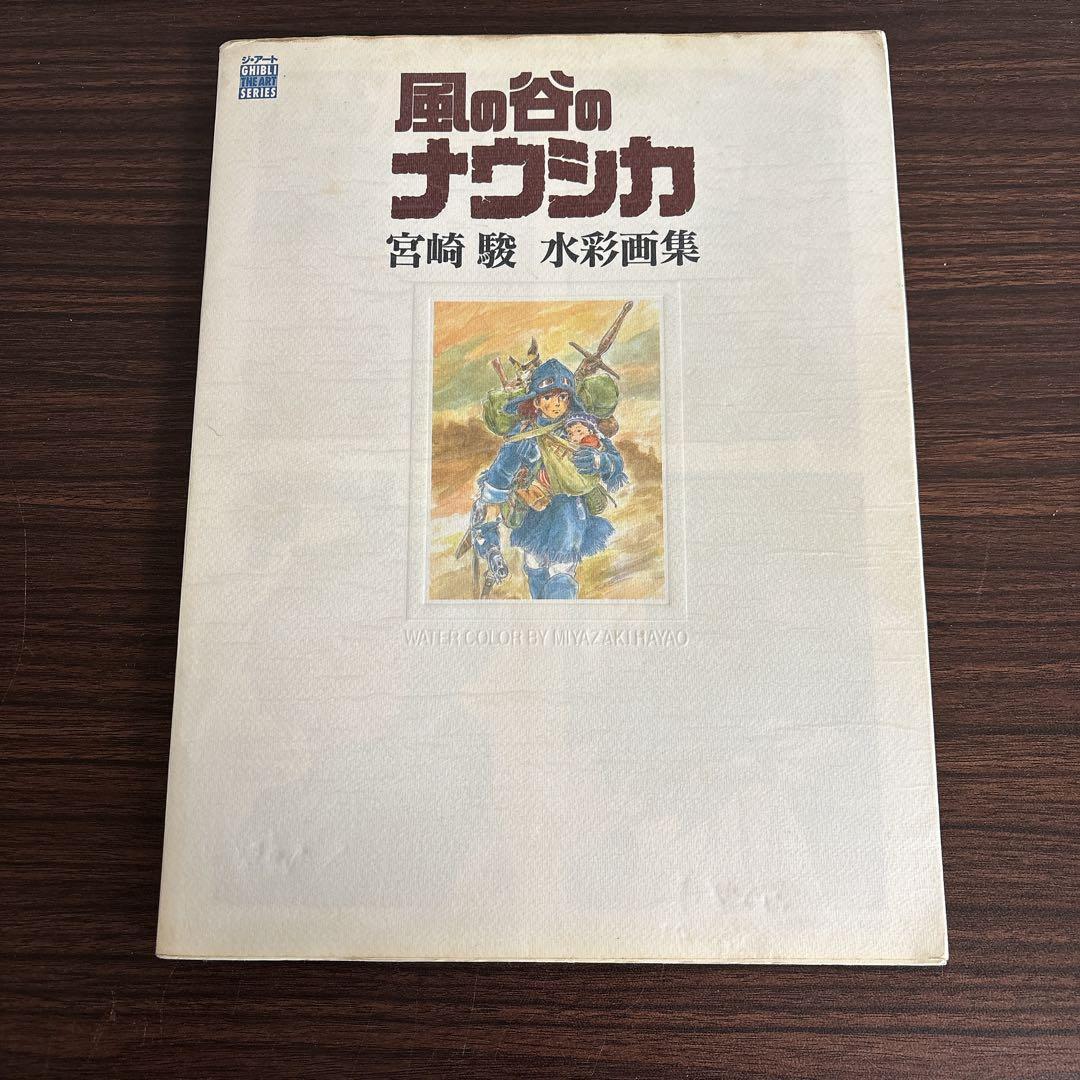 ジ・アート
GHIBLI
THE ART
SERIES
風の谷の
ナウシカ
宮崎 駿 水彩画集
WATER COLOR BY MIYAZAKI HAYAO